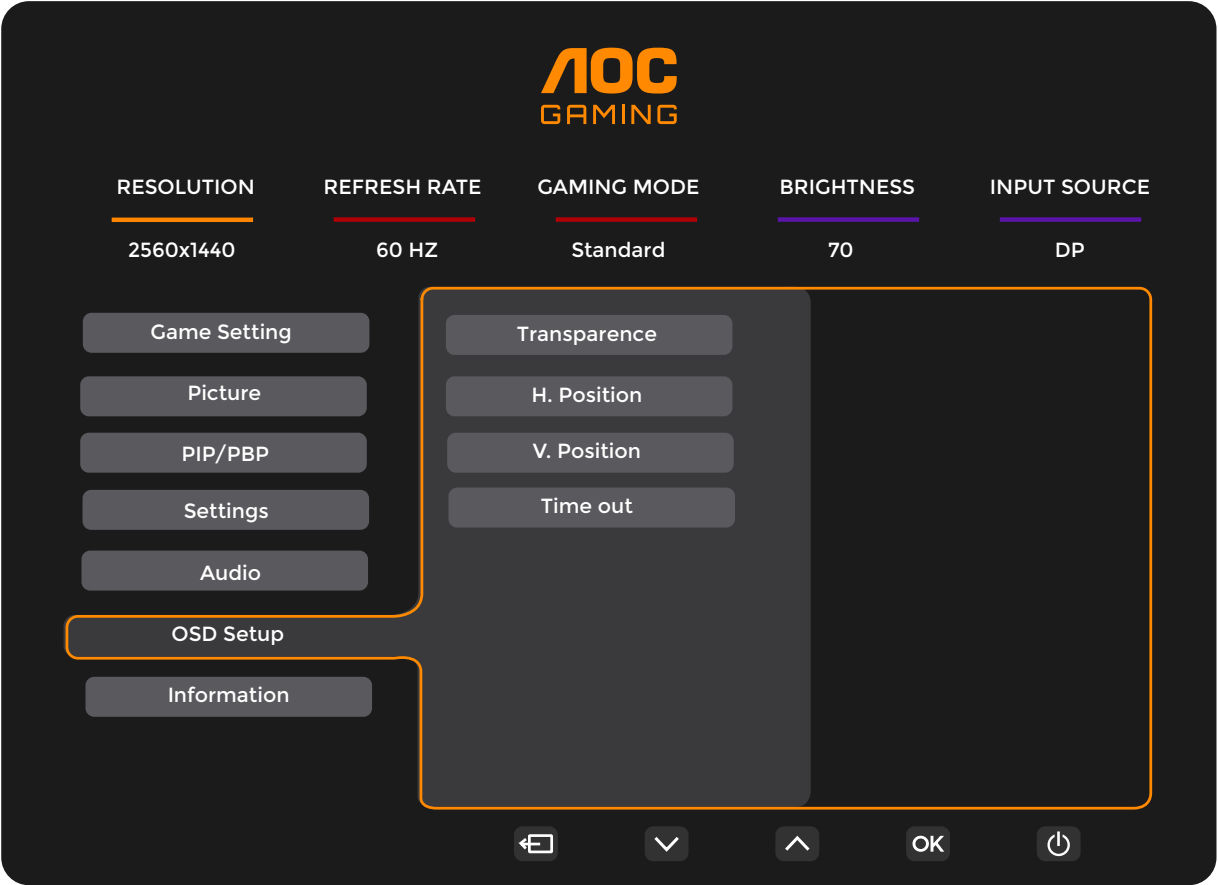 AOC
GAMING
RESOLUTION REFRESH RATE GAMING MODE BRIGHTNESS INPUT SOURCE
2560x1440 60 HZ Standard 70 DP
Game Setting
Picture
PIP/PBP
Settings
Audio
OSD Setup
Information
Transparence
H. Position
V. Position
Time out
OK